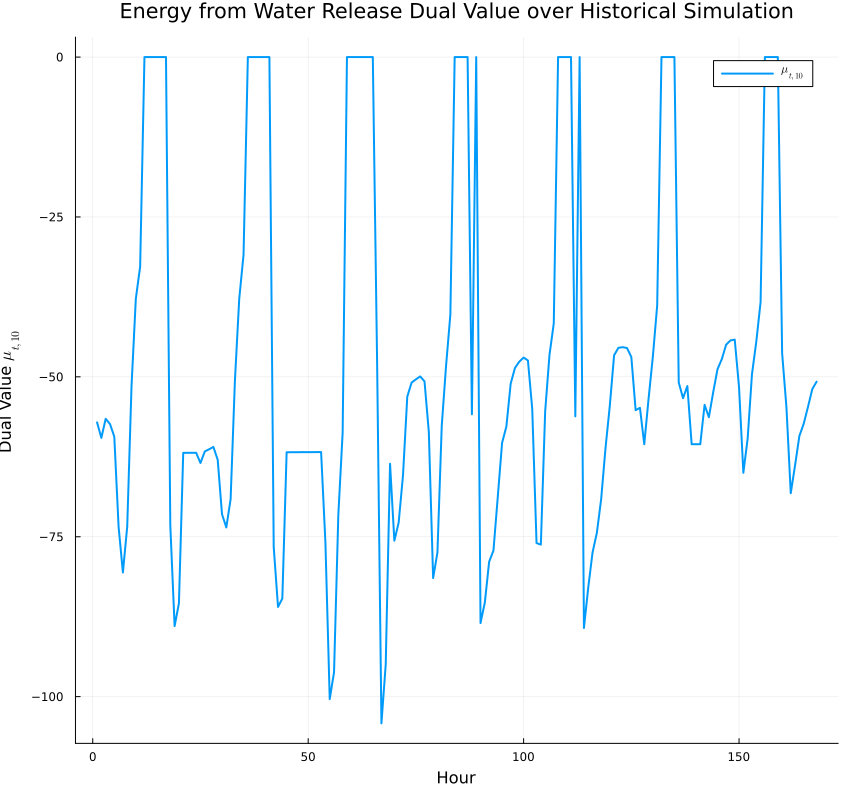 Energy from Water Release Dual Value over Historical Simulation
μ_{t,10}
0
−25
−50
−75
−100
Dual Value μ_{t,10}
0
50
100
150
Hour